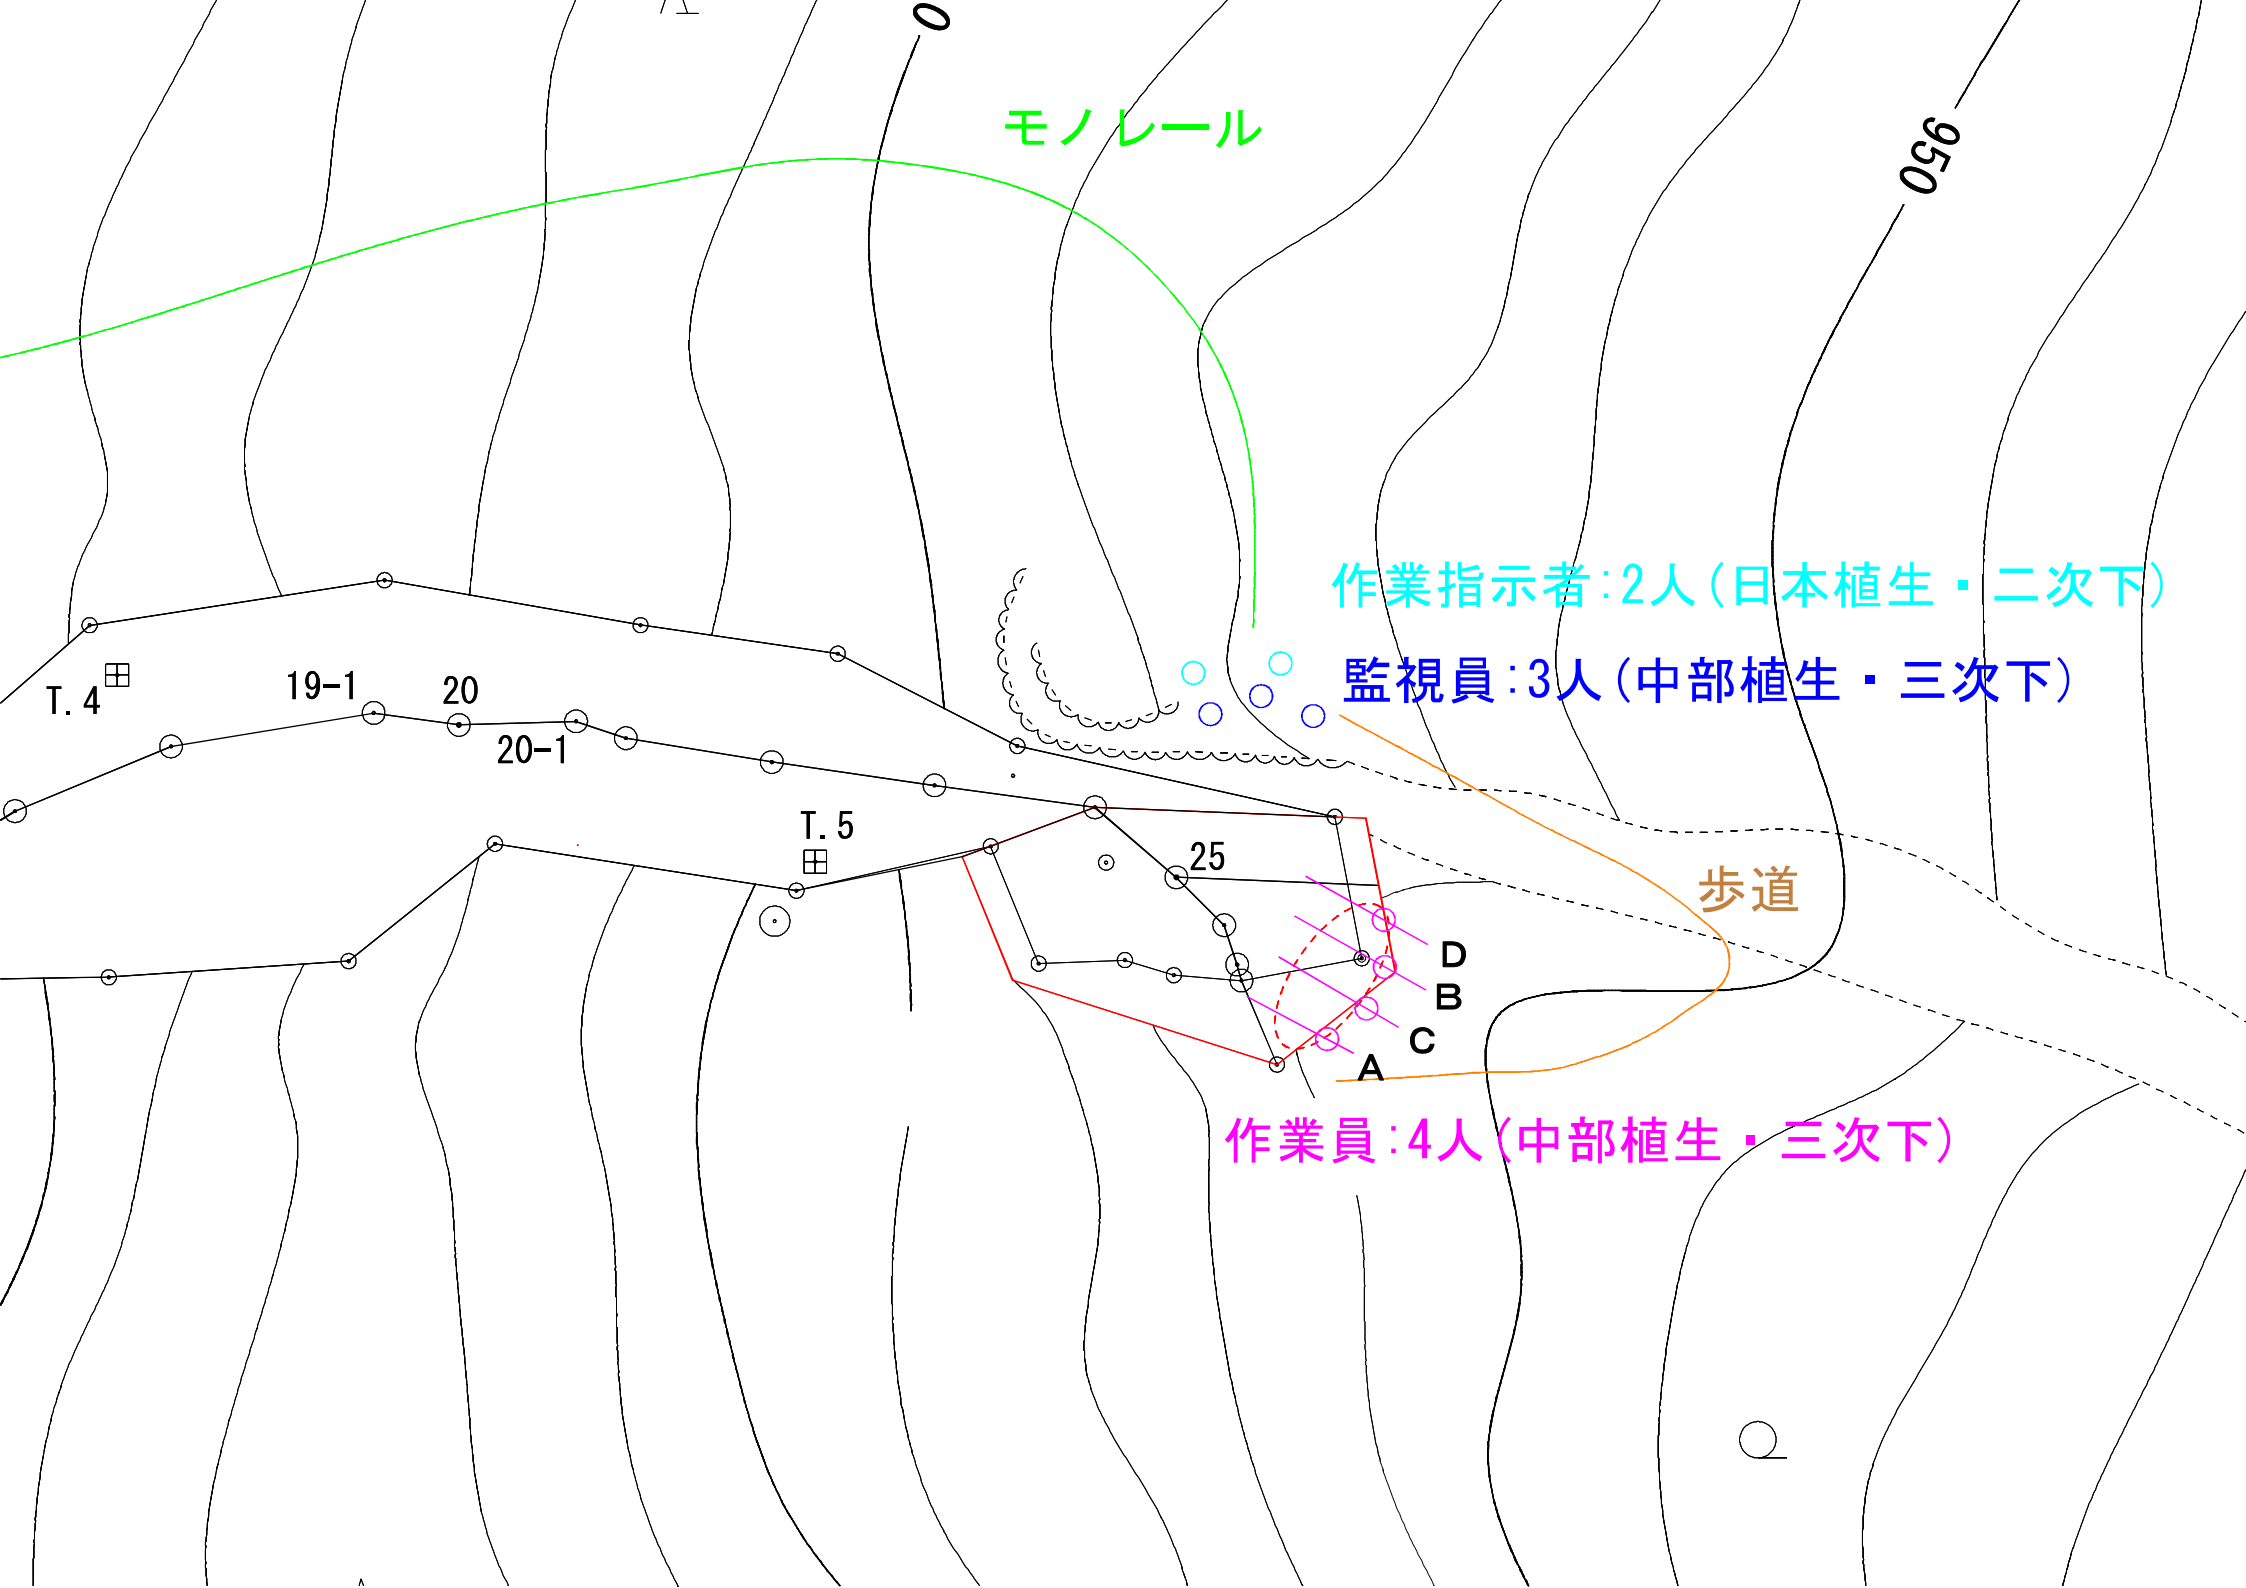 0
モノレール
950
作業指示者:2人(日本植生・二次下)
監視員:3人(中部植生・三次下)
T.4
19-1
20
20-1
T.5
25
歩道
D
B
C
A
作業員:4人(中部植生・三次下)